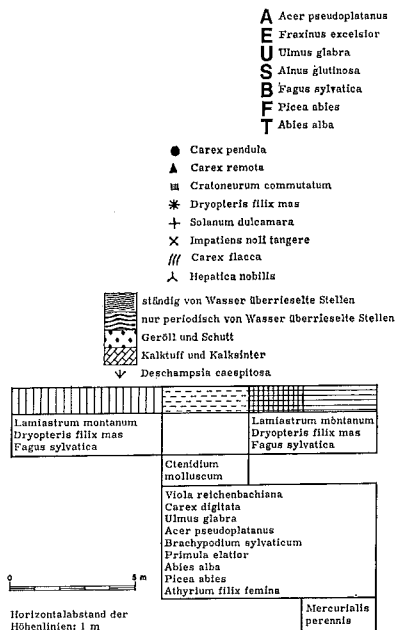 A Acer pseudoplatanus
E Fraxinus excelsior
U Ulmus glabra
S Alnus glutinosa
B Fagus sylvatica
F Picea abies
T Abies alba
Carex pendula
Carex remota
Cratoneurum commutatum
Dryopteris filix mas
Solanum dulcamara
Impatiens noli tangere
Carex flacca
Hepatica nobilis
ständig von Wasser überrieselte Stellen
nur periodisch von Wasser überrieselte Stellen
Geröll und Schutt
Kalktuff und Kalksinter
Deschampsia caespitosa
Lamiastrum montanum
Dryopteris filix mas
Fagus sylvatica
Lamiastrum montanum
Dryopteris filix mas
Fagus sylvatica
Ctenidium
molluscum
Viola reichenbachiana
Carex digitata
Ulmus glabra
Acer pseudoplatanus
Brachypodium sylvaticum
Primula elatior
Abies alba
Picea abies
Athyrium filix femina
0 5 m
Horizontalabstand der
Höhenlinien: 1 m
Mercurialis
perennis